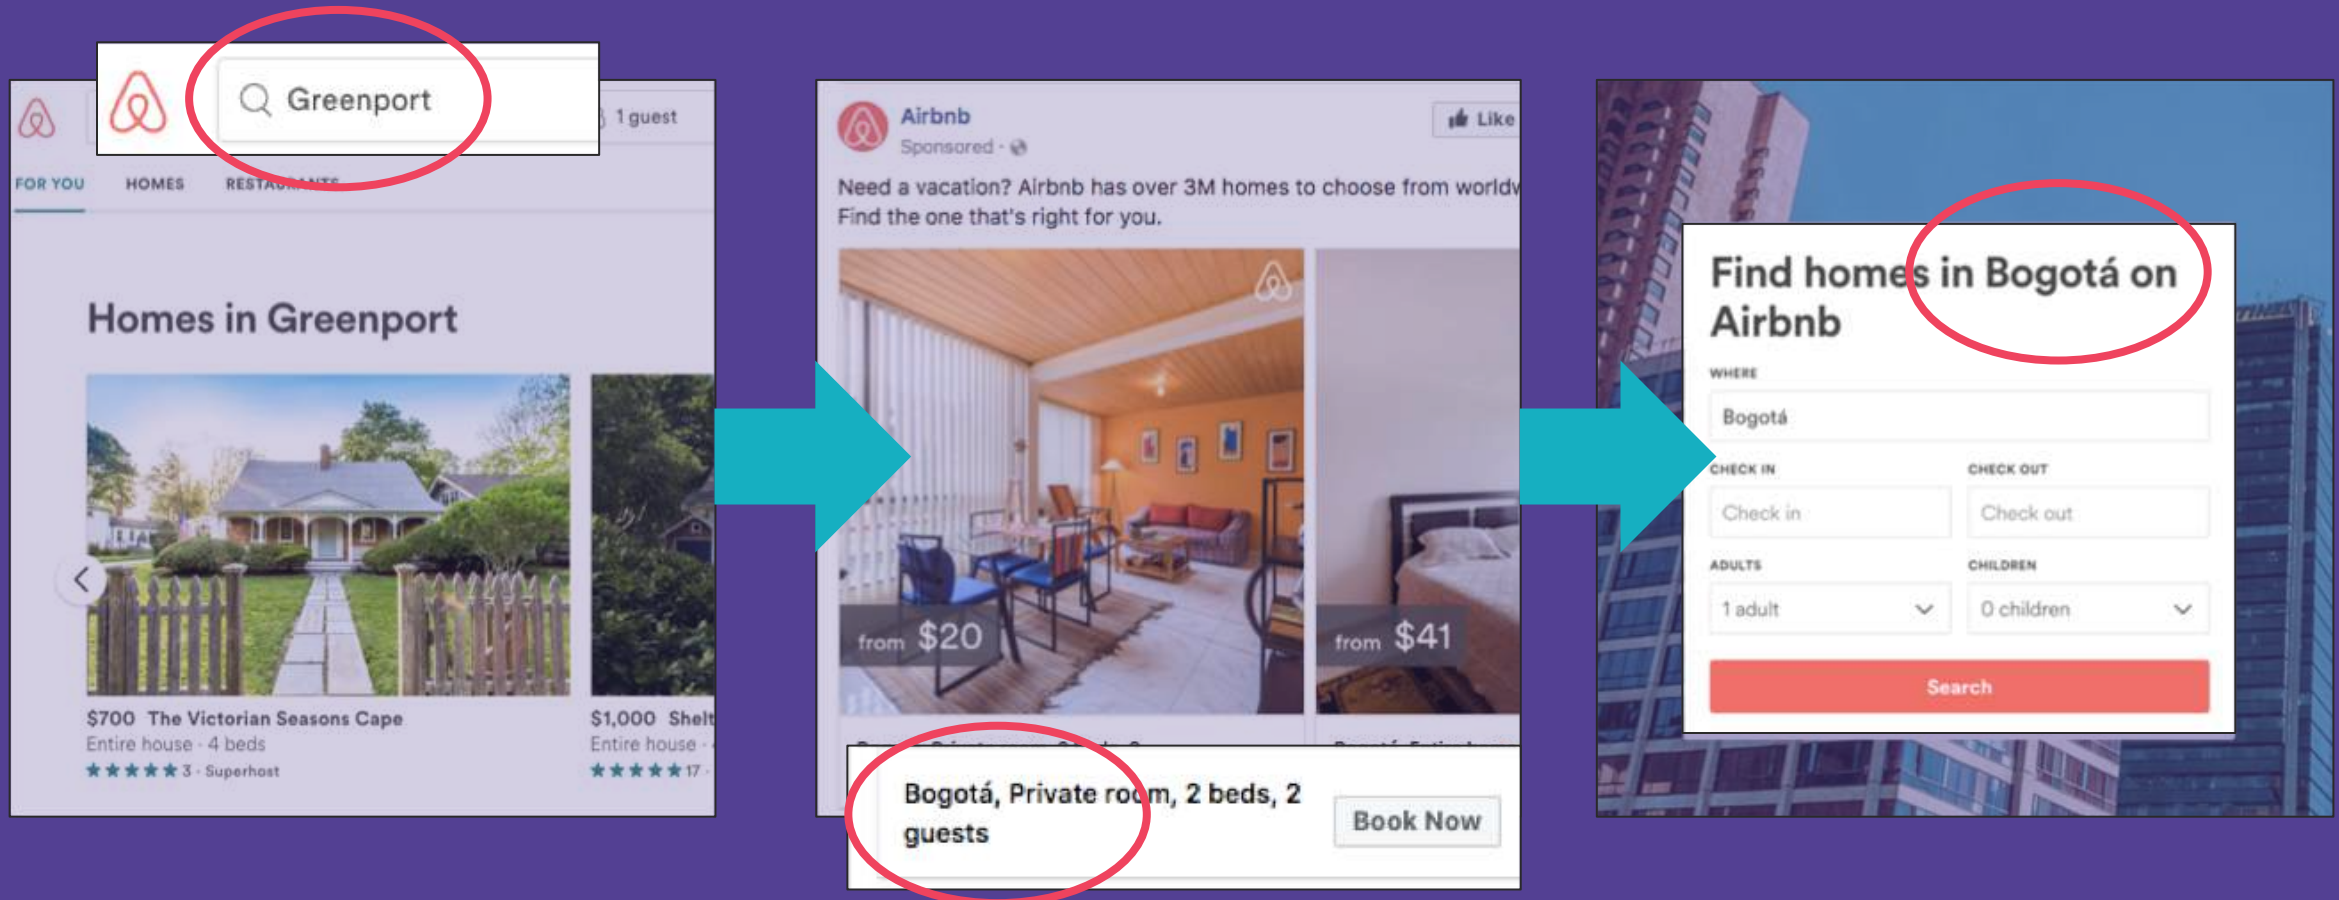 Greenport
1 guest
FOR YOU HOMES RESTAURANTS
Homes in Greenport
$700 The Victorian Seasons Cape
Entire house · 4 beds
3 · Superhost
$1,000 Shelt
Entire house ·
17 ·
Airbnb
Sponsored ·
Like
Need a vacation? Airbnb has over 3M homes to choose from worldw
Find the one that's right for you.
from $20
from $41
Bogotá, Private room, 2 beds, 2
guests
Book Now
Find homes in Bogotá on
Airbnb
WHERE
Bogotá
CHECK IN CHECK OUT
Check in Check out
ADULTS CHILDREN
1 adult 0 children
Search